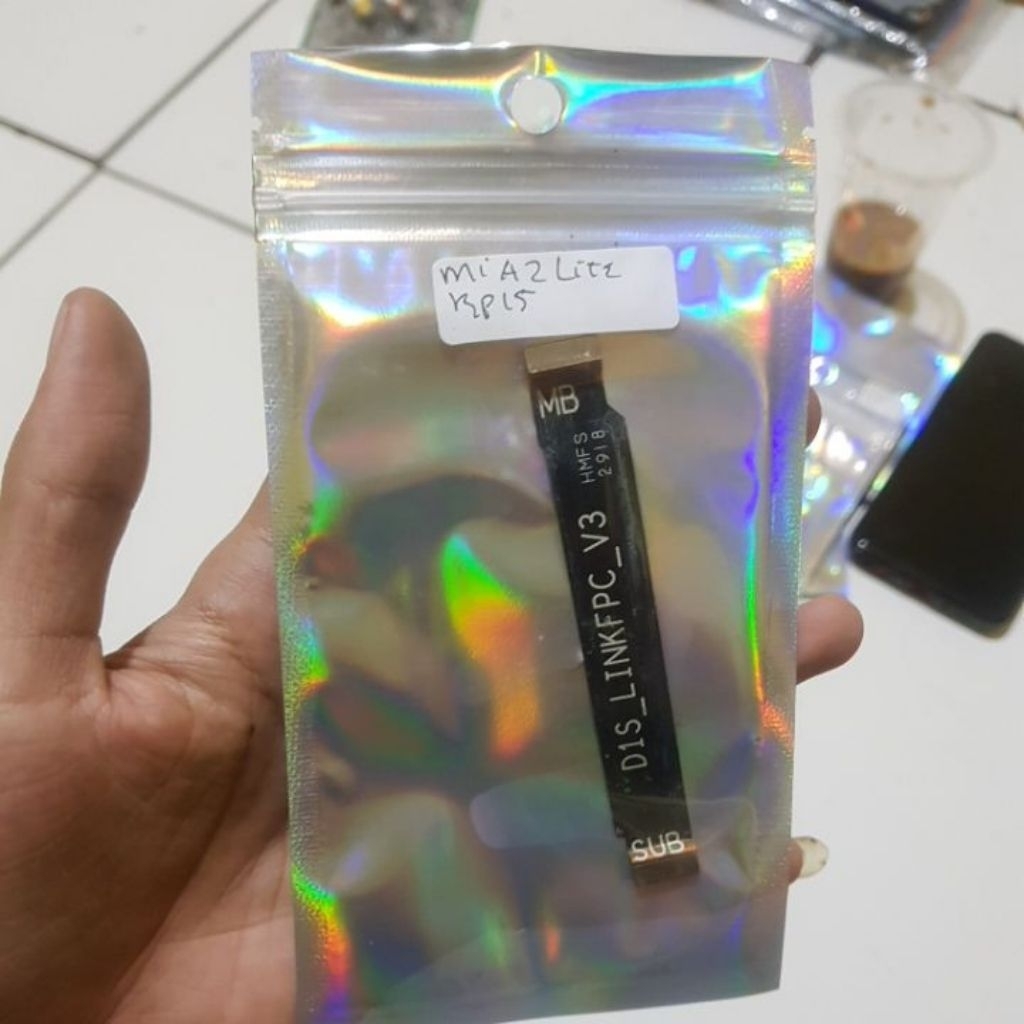 Mi A2 Lite
Rp15
MB
HMFS
2918
D1S_LINKFPC_V3
SUB